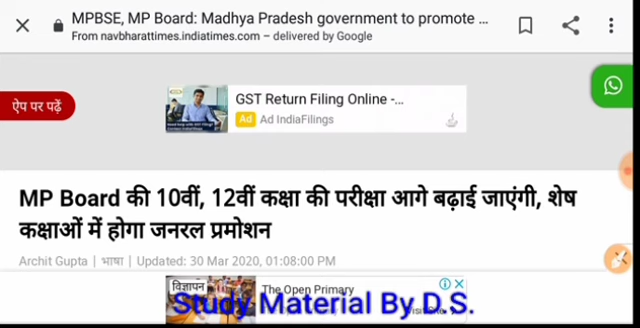 MPBSE, MP Board: Madhya Pradesh government to promote ...
From navbharattimes.indiatimes.com – delivered by Google
ऐप पर पढ़ें
GST Return Filing Online -...
Ad Ad IndiaFilings
MP Board की 10वीं, 12वीं कक्षा की परीक्षा आगे बढ़ाई जाएंगी, शेष
कक्षाओं में होगा जनरल प्रमोशन
Archit Gupta | भाषा | Updated: 30 Mar 2020, 01:08:00 PM
विज्ञापन
The Open Primary
Study Material By D.S.